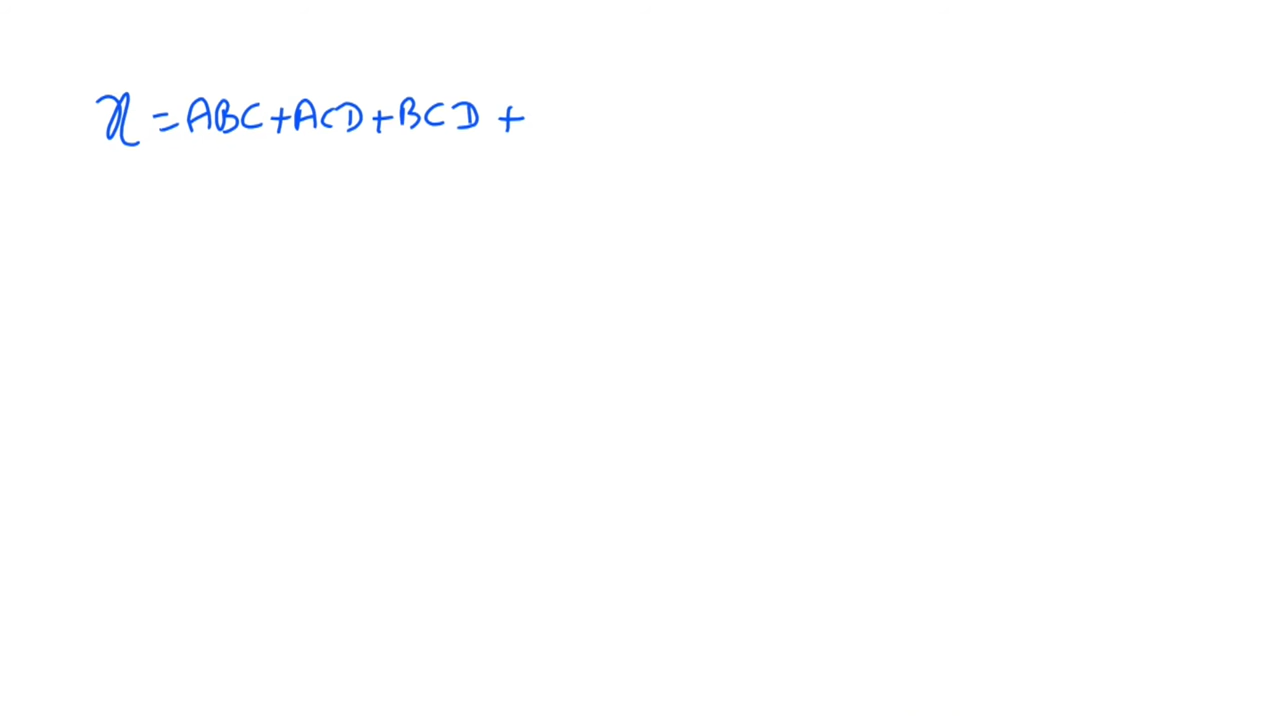 x = ABC + ACD + BCD +